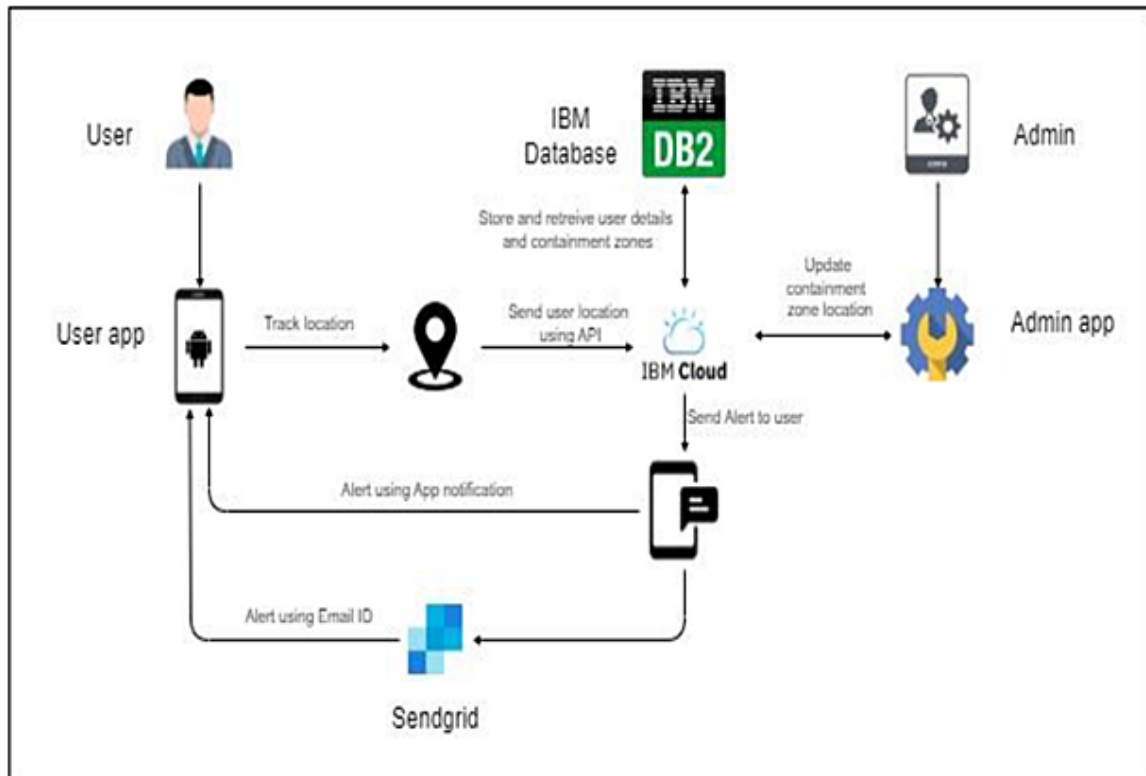 User
IBM
Database
IBM
DB2
Admin
Store and retreive user details
and containment zones
Update
containment
zone location
User app
Track location
Send user location
using API
IBM Cloud
Admin app
Send Alert to user
Alert using App notification
Alert using Email ID
Sendgrid